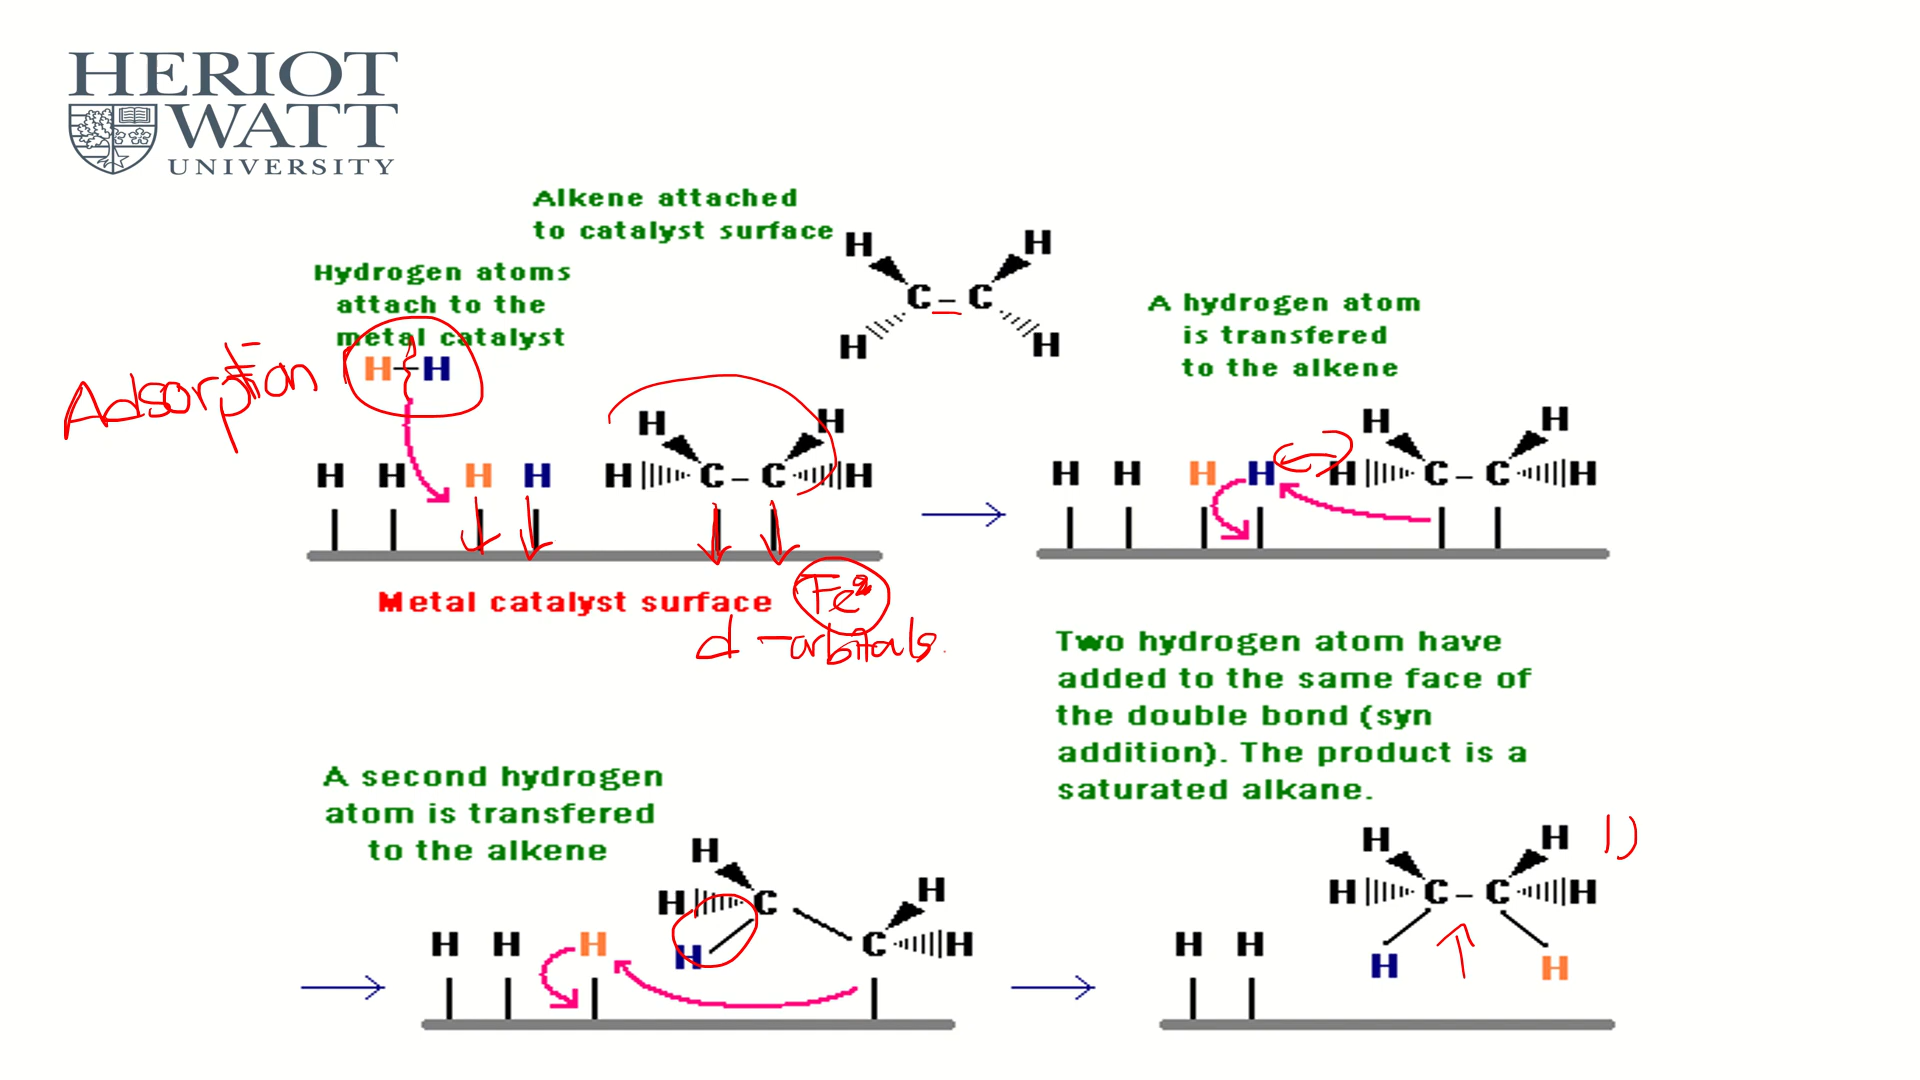 HERIOT
WATT
UNIVERSITY
Alkene attached
to catalyst surface
Hydrogen atoms
attach to the
metal catalyst
H-H
Adsorption
H H
C-C
H H
A hydrogen atom
is transfered
to the alkene
H H
H H H H H C-C H
H H
H H H H H C-C H
Metal catalyst surface
d-orbitals.
Two hydrogen atom have
added to the same face of
the double bond (syn
addition). The product is a
saturated alkane.
A second hydrogen
atom is transfered
to the alkene
H
H C
H
H H H H C H
H H 1)
H C-C H
H H H H